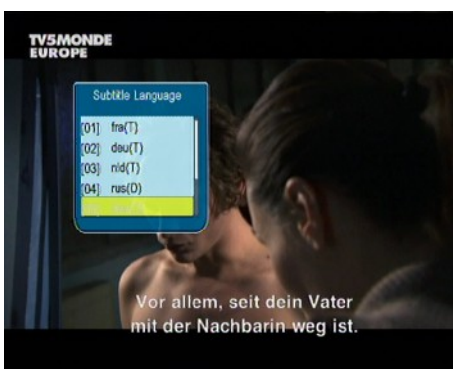 TV5MONDE
EUROPE
Subtitle Language
[01] fra(T)
[02] deu(T)
[03] nld(T)
[04] rus(D)
Vor allem, seit dein Vater
mit der Nachbarin weg ist.